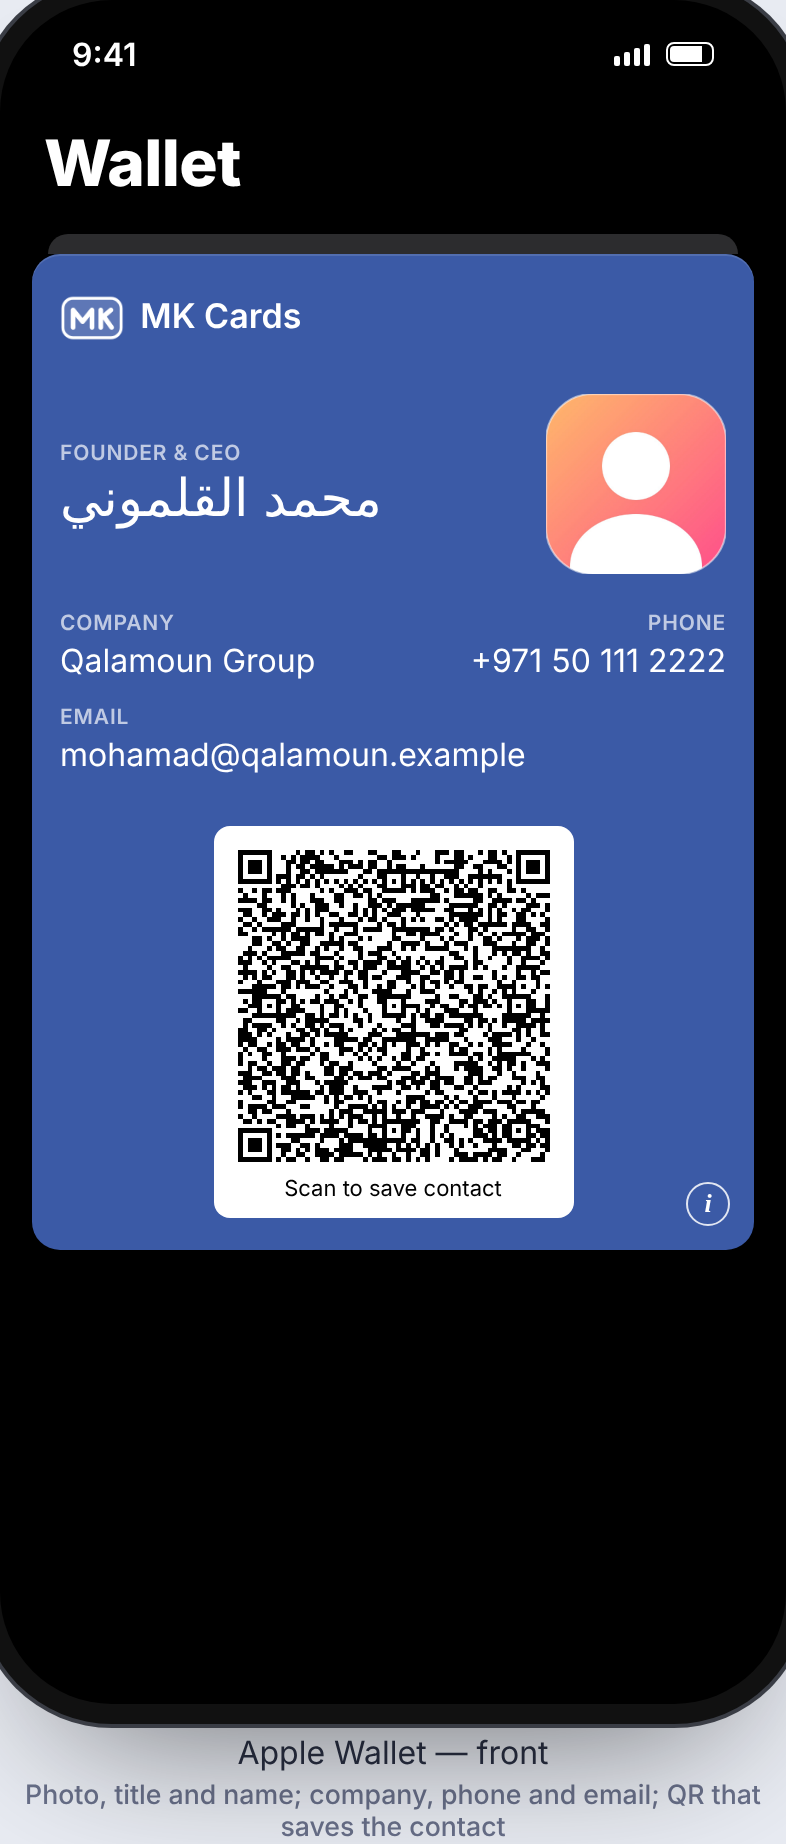 9:41
Wallet
MK MK Cards
FOUNDER & CEO
محمد القلموني
COMPANY PHONE
Qalamoun Group +971 50 111 2222
EMAIL
mohamad@qalamoun.example
Scan to save contact
i
Apple Wallet — front
Photo, title and name; company, phone and email; QR that
saves the contact